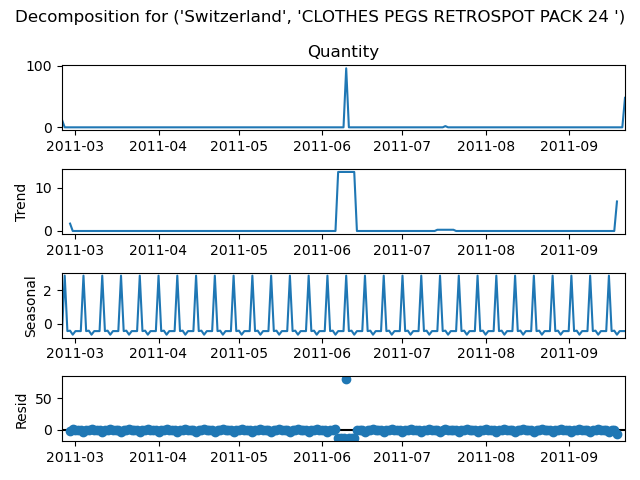 Decomposition for ('Switzerland', 'CLOTHES PEGS RETROSPOT PACK 24 ')
Quantity
100
0
2011-03 2011-04 2011-05 2011-06 2011-07 2011-08 2011-09
Trend
10
0
2011-03 2011-04 2011-05 2011-06 2011-07 2011-08 2011-09
Seasonal
2
0
2011-03 2011-04 2011-05 2011-06 2011-07 2011-08 2011-09
Resid
50
0
2011-03 2011-04 2011-05 2011-06 2011-07 2011-08 2011-09